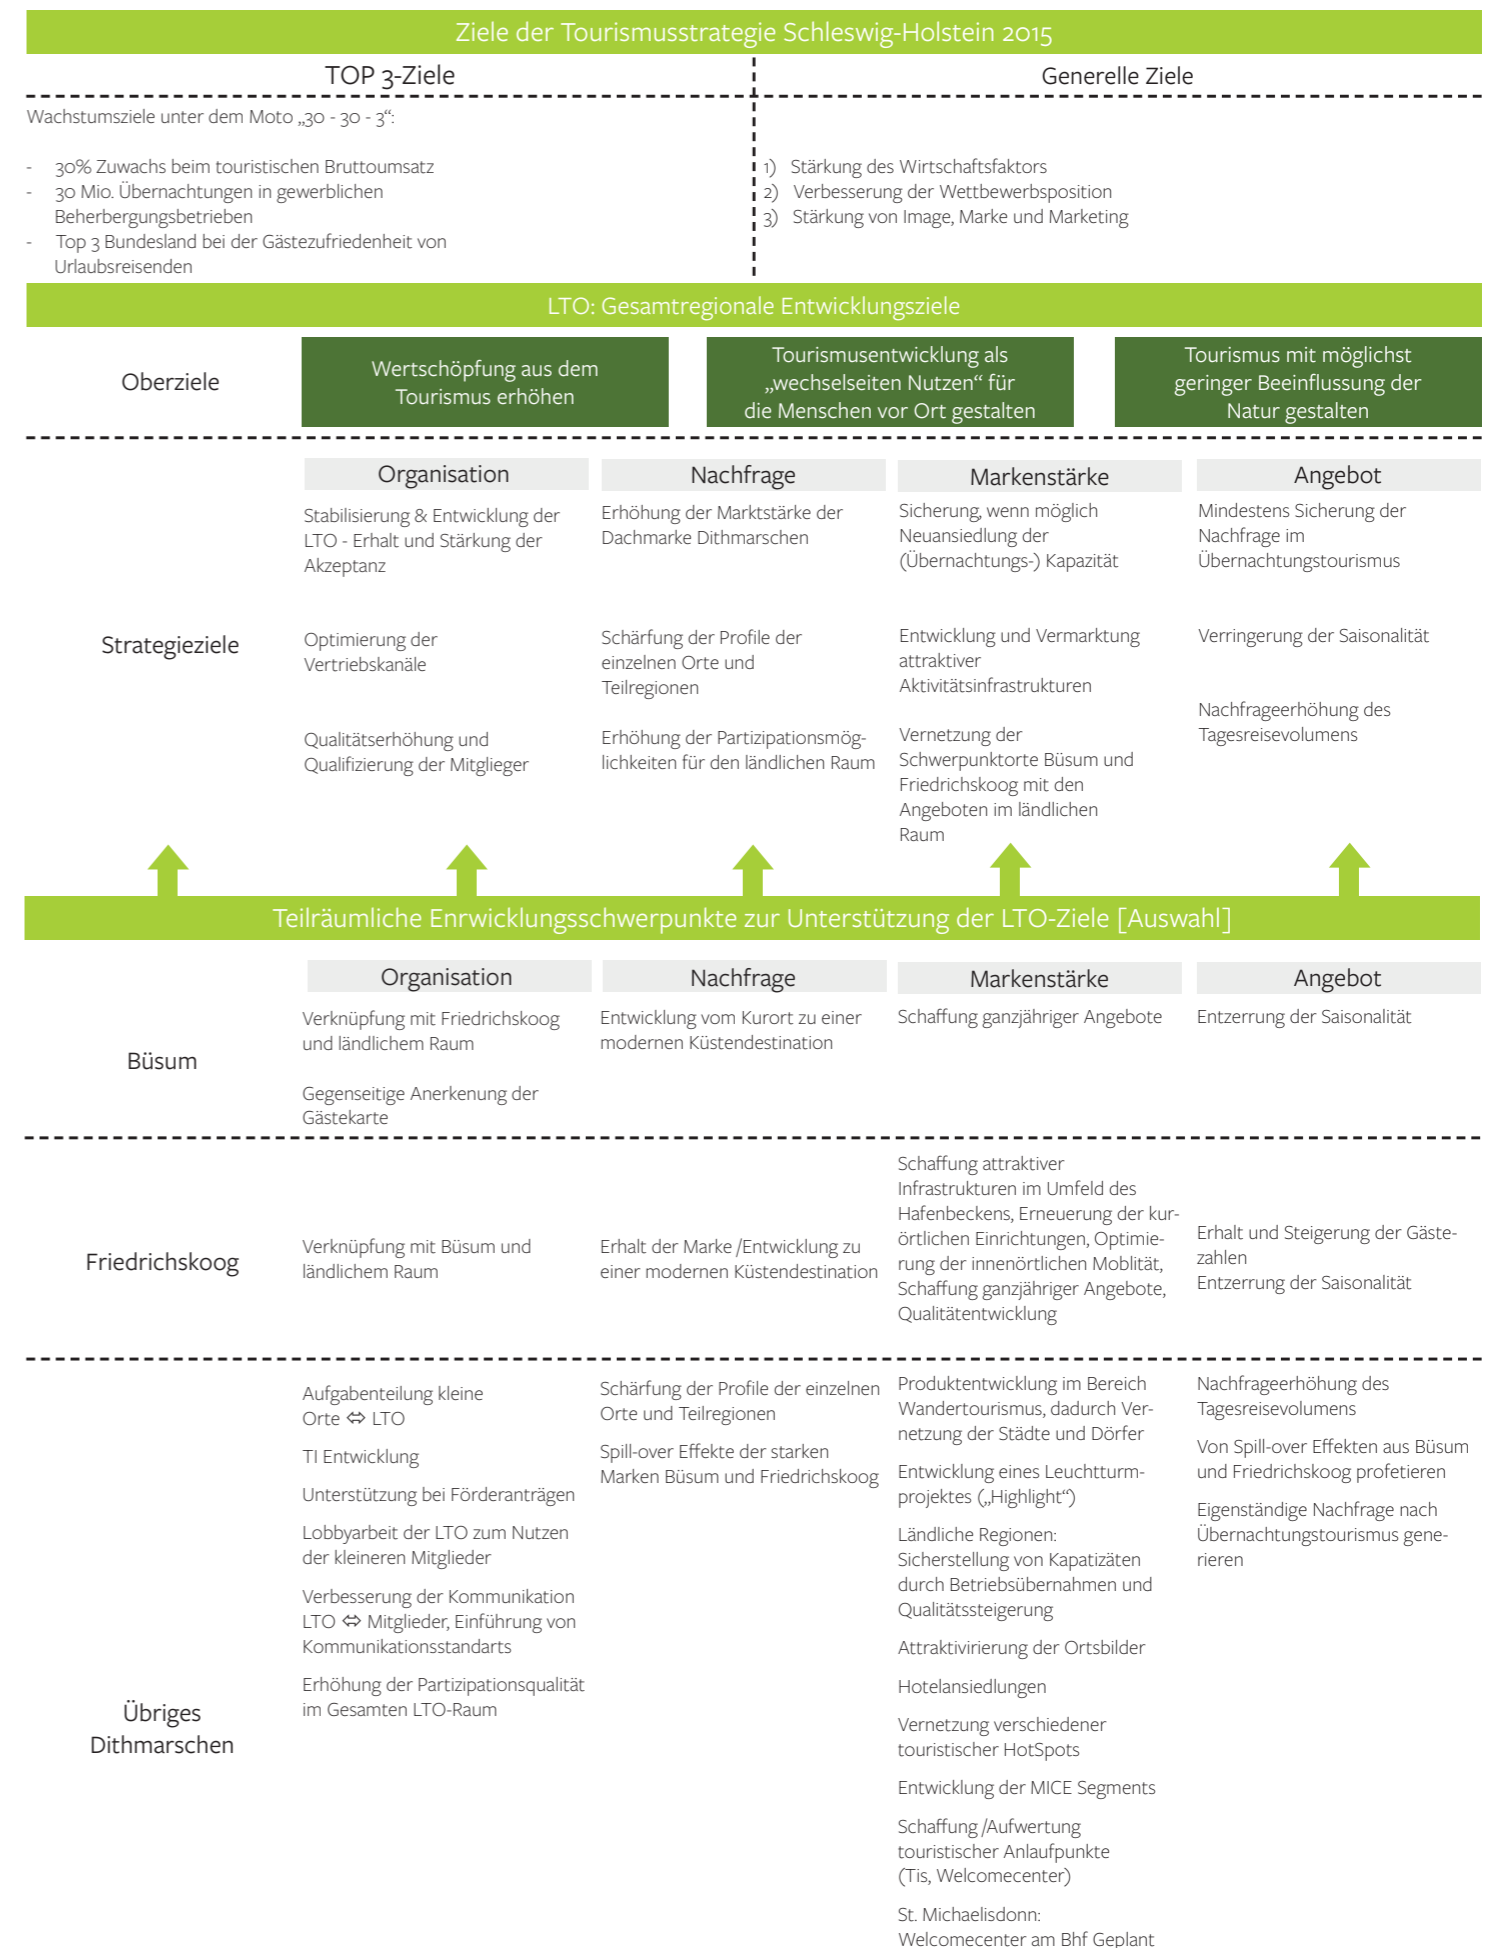 Ziele der Tourismusstrategie Schleswig-Holstein 2015
TOP 3-Ziele
Generelle Ziele
Wachstumsziele unter dem Moto „30 - 30 - 3“:
- 30% Zuwachs beim touristischen Bruttoumsatz
- 30 Mio. Übernachtungen in gewerblichen
Beherbergungsbetrieben
- Top 3 Bundesland bei der Gästezufriedenheit von
Urlaubsreisenden
1) Stärkung des Wirtschaftsfaktors
2) Verbesserung der Wettbewerbsposition
3) Stärkung von Image, Marke und Marketing
LTO: Gesamtregionale Entwicklungsziele
Oberziele
Wertschöpfung aus dem
Tourismus erhöhen
Tourismusentwicklung als
„wechselseiten Nutzen“ für
die Menschen vor Ort gestalten
Tourismus mit möglichst
geringer Beeinflussung der
Natur gestalten
Strategieziele
Organisation
Stabilisierung & Entwicklung der
LTO - Erhalt und Stärkung der
Akzeptanz
Optimierung der
Vertriebskanäle
Qualitätserhöhung und
Qualifizierung der Mitglieger
Nachfrage
Erhöhung der Marktstärke der
Dachmarke Dithmarschen
Schärfung der Profile der
einzelnen Orte und
Teilregionen
Erhöhung der Partizipationsmög-
lichkeiten für den ländlichen Raum
Markenstärke
Sicherung, wenn möglich
Neuansiedlung der
(Übernachtungs-) Kapazität
Entwicklung und Vermarktung
attraktiver
Aktivitätsinfrastrukturen
Vernetzung der
Schwerpunktorte Büsum und
Friedrichskoog mit den
Angeboten im ländlichen
Raum
Angebot
Mindestens Sicherung der
Nachfrage im
Übernachtungstourismus
Verringerung der Saisonalität
Nachfrageerhöhung des
Tagesreisevolumens
Teilräumliche Enrwicklungsschwerpunkte zur Unterstützung der LTO-Ziele [Auswahl]
Organisation
Nachfrage
Markenstärke
Angebot
Büsum
Verknüpfung mit Friedrichskoog
und ländlichem Raum
Gegenseitige Anerkenung der
Gästekarte
Entwicklung vom Kurort zu einer
modernen Küstendestination
Schaffung ganzjähriger Angebote
Entzerrung der Saisonalität
Friedrichskoog
Verknüpfung mit Büsum und
ländlichem Raum
Erhalt der Marke /Entwicklung zu
einer modernen Küstendestination
Schaffung attraktiver
Infrastrukturen im Umfeld des
Hafenbeckens, Erneuerung der kur-
örtlichen Einrichtungen, Optimie-
rung der innenörtlichen Moblität,
Schaffung ganzjähriger Angebote,
Qualitätentwicklung
Erhalt und Steigerung der Gäste-
zahlen
Entzerrung der Saisonalität
Übriges
Dithmarschen
Aufgabenteilung kleine
Orte ⇔ LTO
TI Entwicklung
Unterstützung bei Förderanträgen
Lobbyarbeit der LTO zum Nutzen
der kleineren Mitglieder
Verbesserung der Kommunikation
LTO ⇔ Mitglieder, Einführung von
Kommunikationsstandarts
Erhöhung der Partizipationsqualität
im Gesamten LTO-Raum
Schärfung der Profile der einzelnen
Orte und Teilregionen
Spill-over Effekte der starken
Marken Büsum und Friedrichskoog
Produktentwicklung im Bereich
Wandertourismus, dadurch Ver-
netzung der Städte und Dörfer
Entwicklung eines Leuchtturm-
projektes („Highlight“)
Ländliche Regionen:
Sicherstellung von Kapatizäten
durch Betriebsübernahmen und
Qualitätssteigerung
Attraktivirierung der Ortsbilder
Hotelansiedlungen
Vernetzung verschiedener
touristischer HotSpots
Entwicklung der MICE Segments
Schaffung /Aufwertung
touristischer Anlaufpunkte
(Tis, Welcomecenter)
St. Michaelisdonn:
Welcomecenter am Bhf Geplant
Nachfrageerhöhung des
Tagesreisevolumens
Von Spill-over Effekten aus Büsum
und Friedrichskoog profetieren
Eigenständige Nachfrage nach
Übernachtungstourismus gene-
rieren